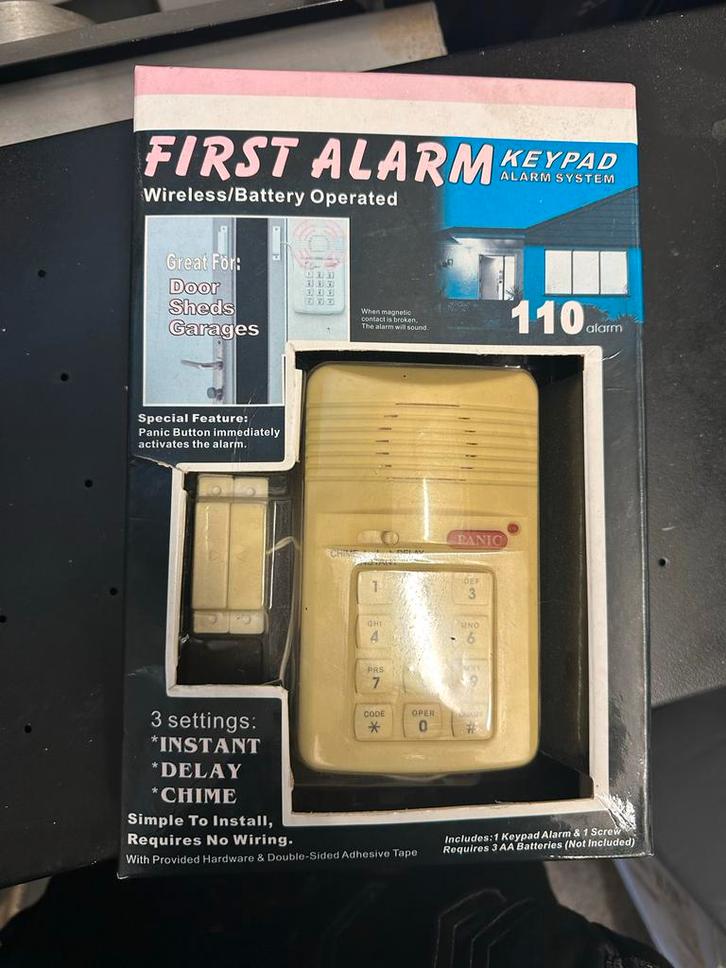 FIRST ALARM KEYPAD
ALARM SYSTEM
Wireless/Battery Operated
Great For:
Door
Sheds
Garages
When magnetic
contact is broken,
The alarm will sound.
110 alarm
Special Feature:
Panic Button immediately
activates the alarm.
PANIC
CHIME DELAY
INSTANT
1
DEF
3
GHI
4
MNO
6
PRS
7
9
CODE
*
OPER
0
#
3 settings:
*INSTANT
*DELAY
*CHIME
Simple To Install,
Requires No Wiring.
With Provided Hardware & Double-Sided Adhesive Tape
Includes:1 Keypad Alarm & 1 Screw
Requires 3 AA Batteries (Not Included)